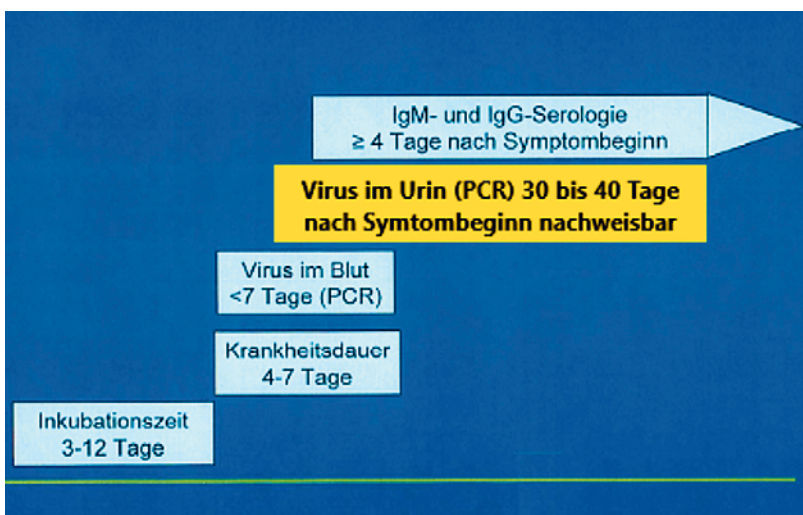 IgM- und IgG-Serologie
≥ 4 Tage nach Symptombeginn
Virus im Urin (PCR) 30 bis 40 Tage
nach Symtombeginn nachweisbar
Virus im Blut
<7 Tage (PCR)
Krankheitsdauer
4-7 Tage
Inkubationszeit
3-12 Tage